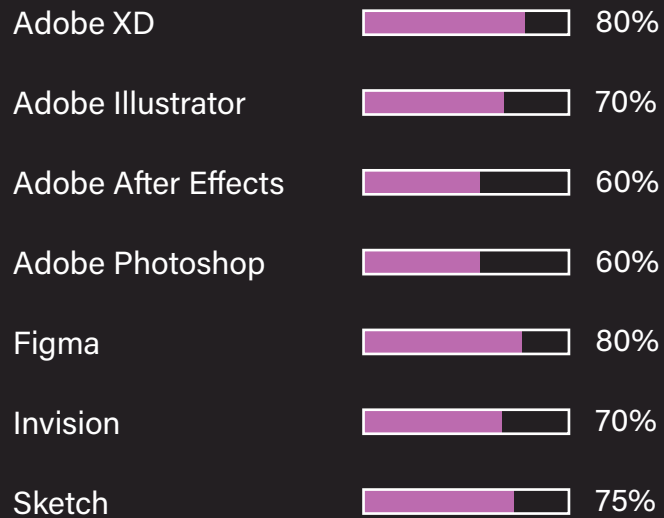 Adobe XD 80%
Adobe Illustrator 70%
Adobe After Effects 60%
Adobe Photoshop 60%
Figma 80%
Invision 70%
Sketch 75%